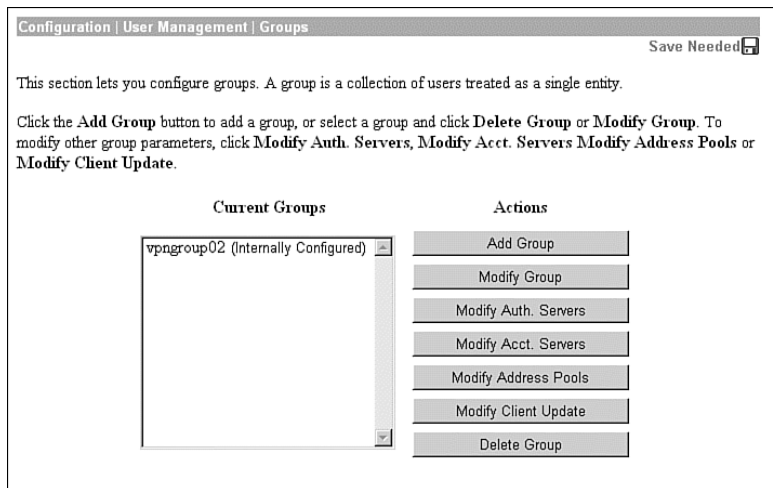 Configuration | User Management | Groups
Save Needed
This section lets you configure groups. A group is a collection of users treated as a single entity.
Click the Add Group button to add a group, or select a group and click Delete Group or Modify Group. To
modify other group parameters, click Modify Auth. Servers, Modify Acct. Servers Modify Address Pools or
Modify Client Update.
Current Groups
Actions
vpngroup02 (Internally Configured)
Add Group
Modify Group
Modify Auth. Servers
Modify Acct. Servers
Modify Address Pools
Modify Client Update
Delete Group